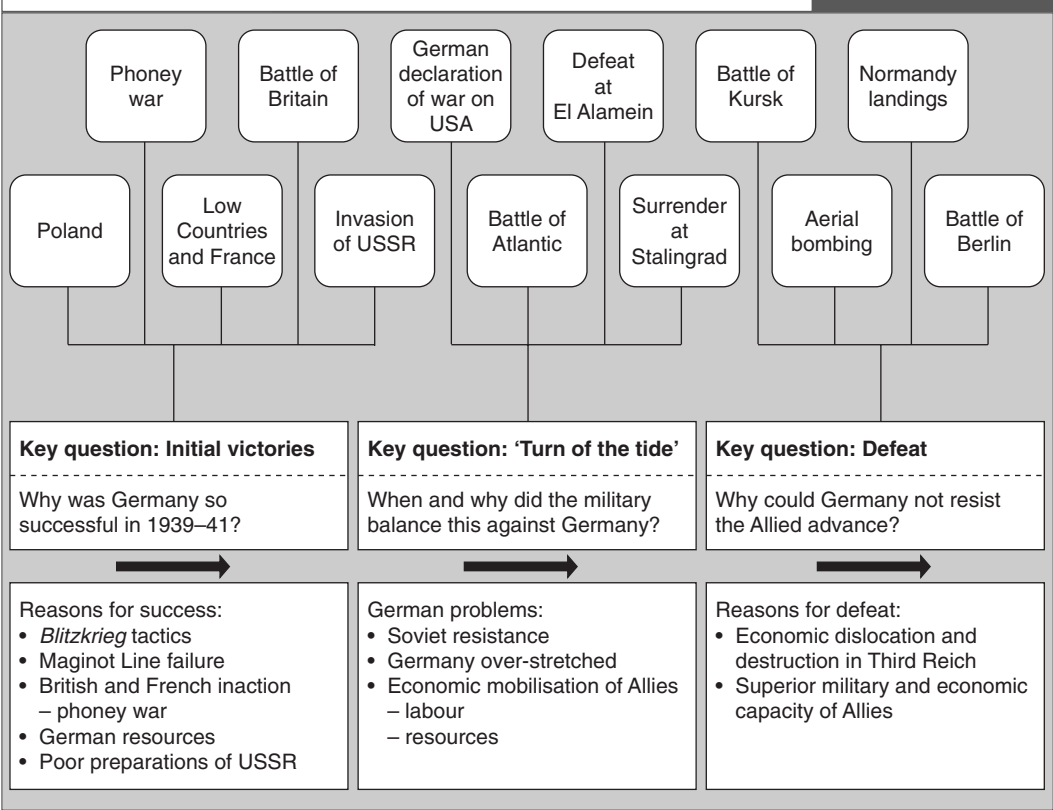 Phoney
war
Battle of
Britain
German
declaration
of war on
USA
Defeat
at
El Alamein
Battle of
Kursk
Normandy
landings
Poland
Low
Countries
and France
Invasion
of USSR
Battle of
Atlantic
Surrender
at
Stalingrad
Aerial
bombing
Battle of
Berlin
Key question: Initial victories
Why was Germany so
successful in 1939–41?
Reasons for success:
• Blitzkrieg tactics
• Maginot Line failure
• British and French inaction
– phoney war
• German resources
• Poor preparations of USSR
Key question: ‘Turn of the tide’
When and why did the military
balance this against Germany?
German problems:
• Soviet resistance
• Germany over-stretched
• Economic mobilisation of Allies
– labour
– resources
Key question: Defeat
Why could Germany not resist
the Allied advance?
Reasons for defeat:
• Economic dislocation and
destruction in Third Reich
• Superior military and economic
capacity of Allies